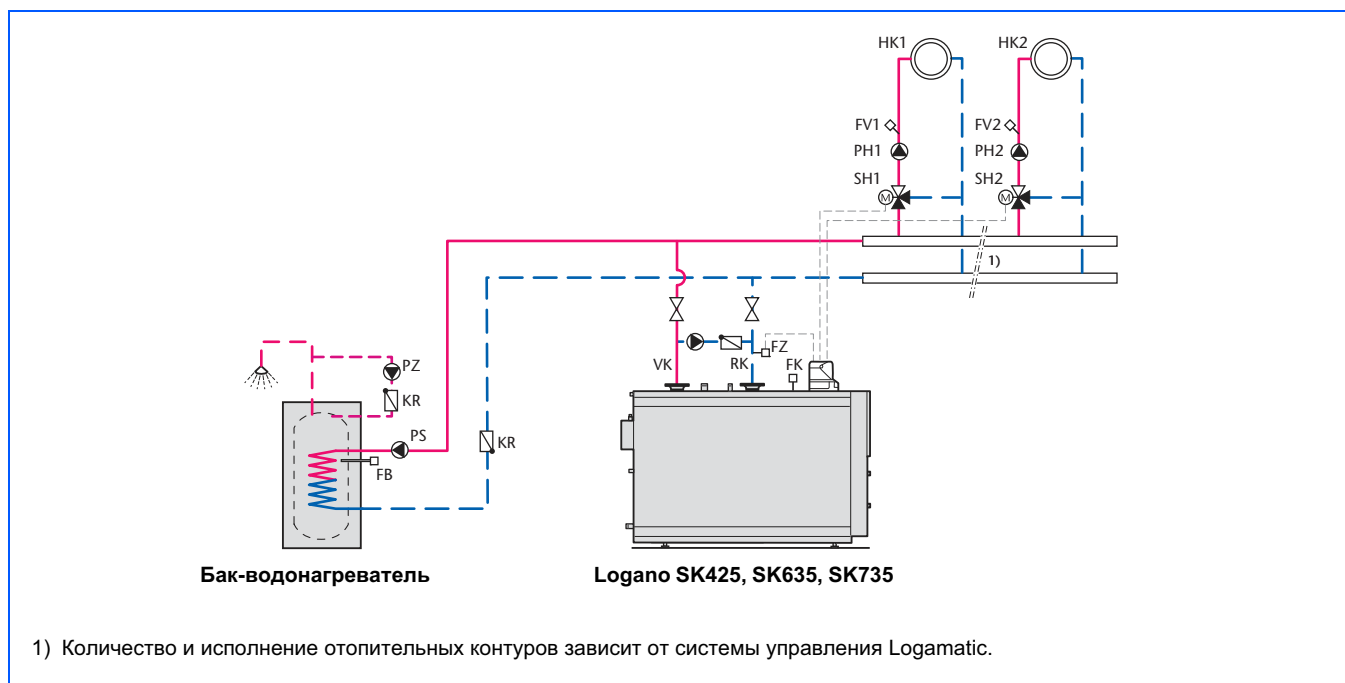 HK1
HK2
FV1
FV2
PH1
PH2
SH1
SH2
M
M
1)
FZ
VK
RK
FK
PZ
KR
PS
KR
FB
Бак-водонагреватель
Logano SK425, SK635, SK735
1) Количество и исполнение отопительных контуров зависит от системы управления Logamatic.